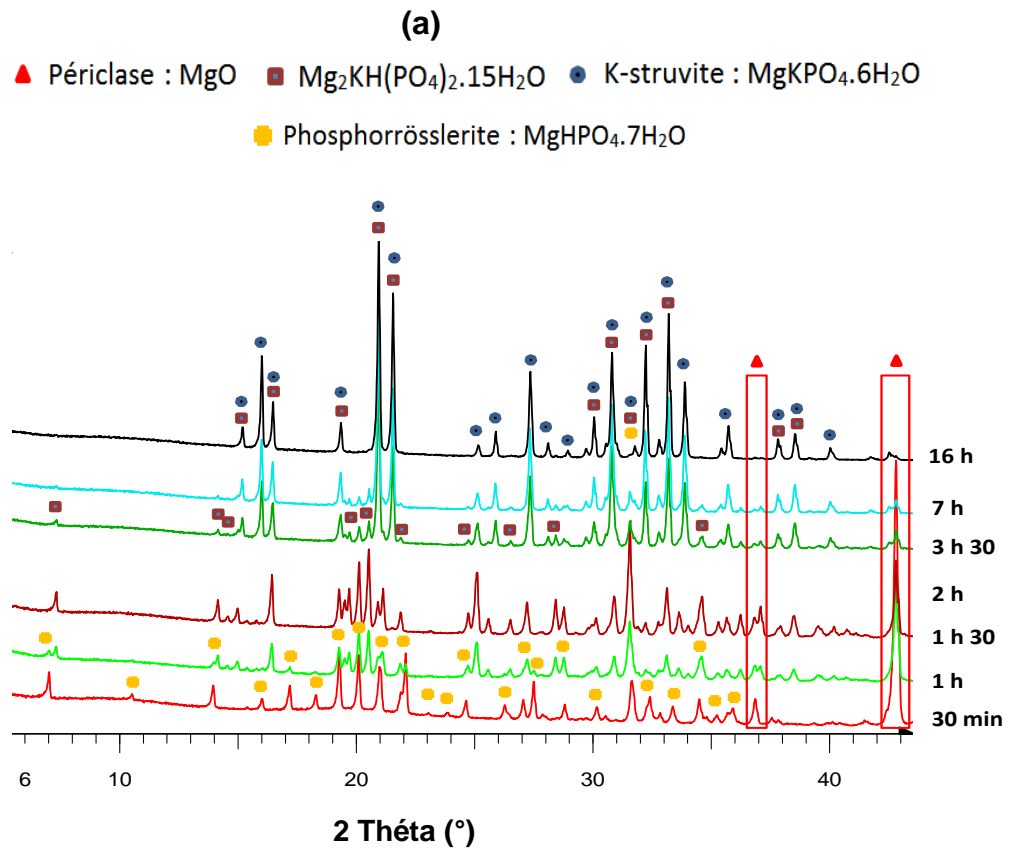 (a)
Périclase : MgO Mg₂KH(PO₄)₂.15H₂O K-struvite : MgKPO₄.6H₂O
Phosphorrösslerite : MgHPO₄.7H₂O
16 h
7 h
3 h 30
2 h
1 h 30
1 h
30 min
6 10 20 30 40
2 Théta (°)